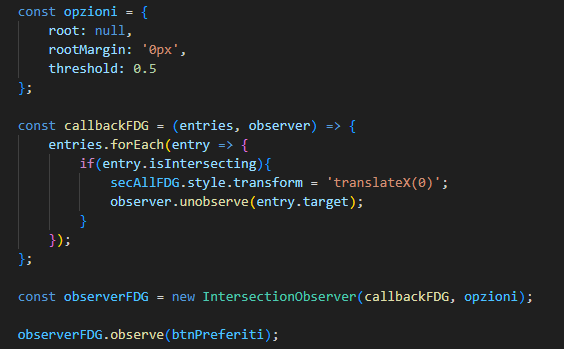 const opzioni = {
    root: null,
    rootMargin: '0px',
    threshold: 0.5
};

const callbackFDG = (entries, observer) => {
    entries.forEach(entry => {
        if(entry.isIntersecting){
            secAllFDG.style.transform = 'translateX(0)';
            observer.unobserve(entry.target);
        }
    });
};

const observerFDG = new IntersectionObserver(callbackFDG, opzioni);

observerFDG.observe(btnPreferiti);